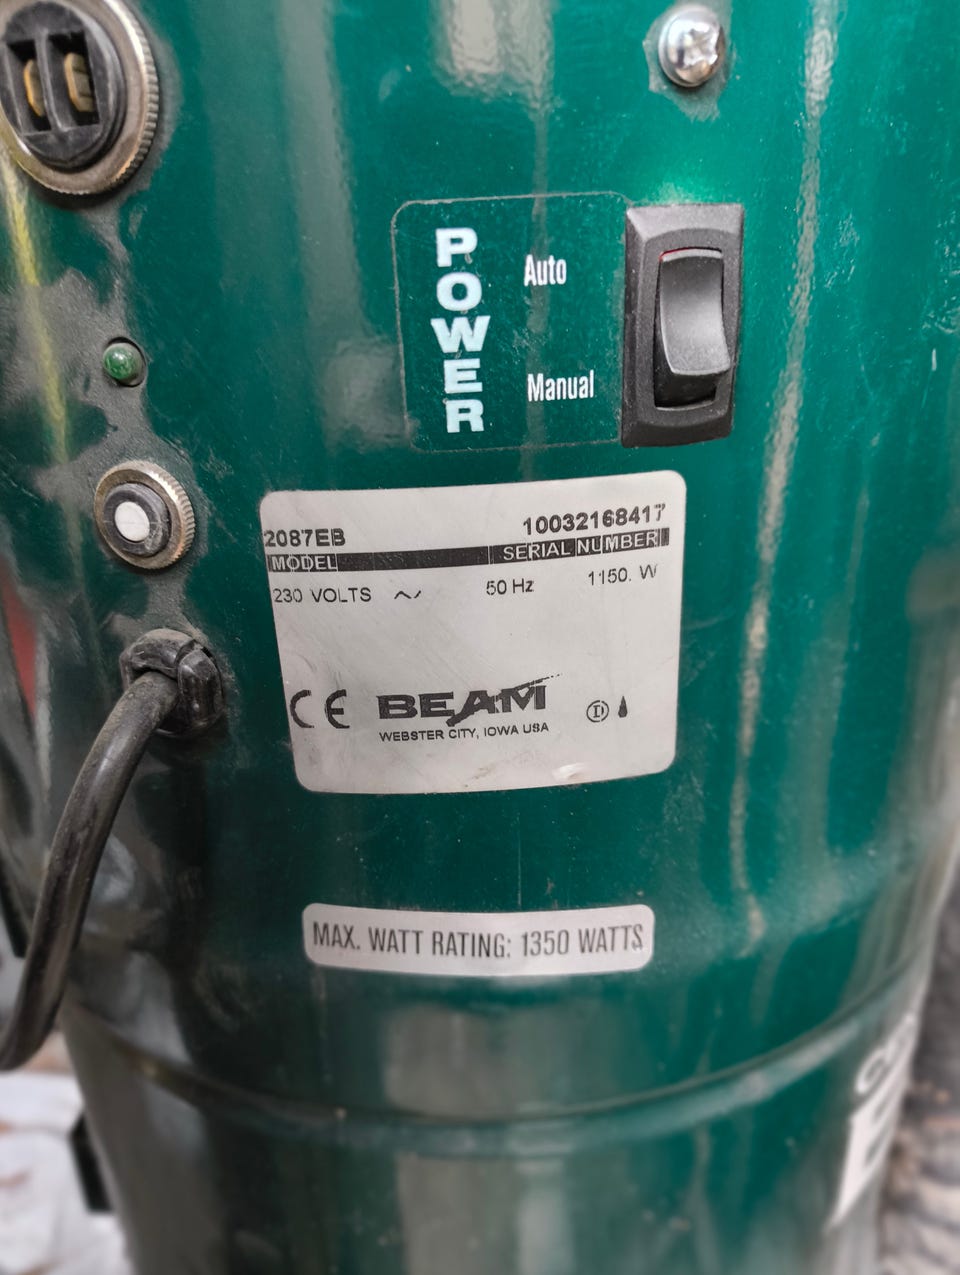 POWER
Auto
Manual
2087EB 10032168417
MODEL SERIAL NUMBER
230 VOLTS ~ 50 Hz 1150. W
CE BEAM
WEBSTER CITY, IOWA USA
MAX. WATT RATING: 1350 WATTS